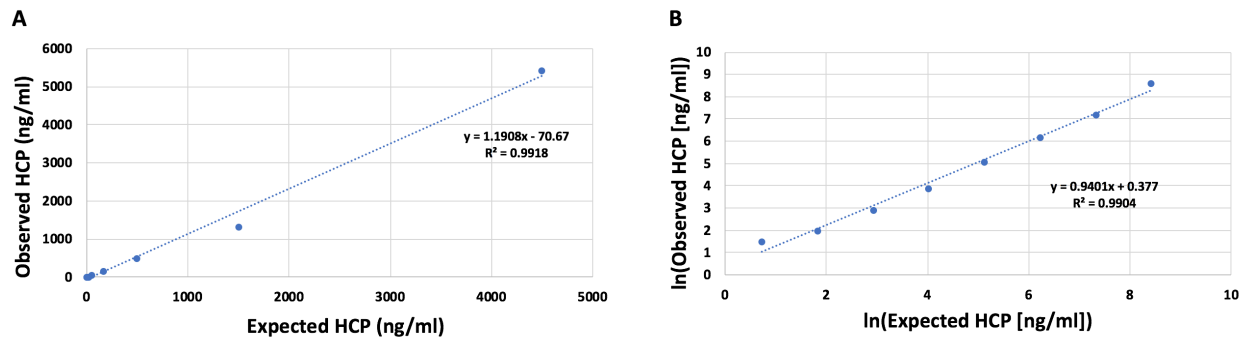 A
Observed HCP (ng/ml)
6000
5000
4000
3000
2000
1000
0
y = 1.1908x - 70.67
R² = 0.9918
0 1000 2000 3000 4000 5000
Expected HCP (ng/ml)
B
ln(Observed HCP [ng/ml])
10
9
8
7
6
5
4
3
2
1
0
y = 0.9401x + 0.377
R² = 0.9904
0 2 4 6 8 10
ln(Expected HCP [ng/ml])